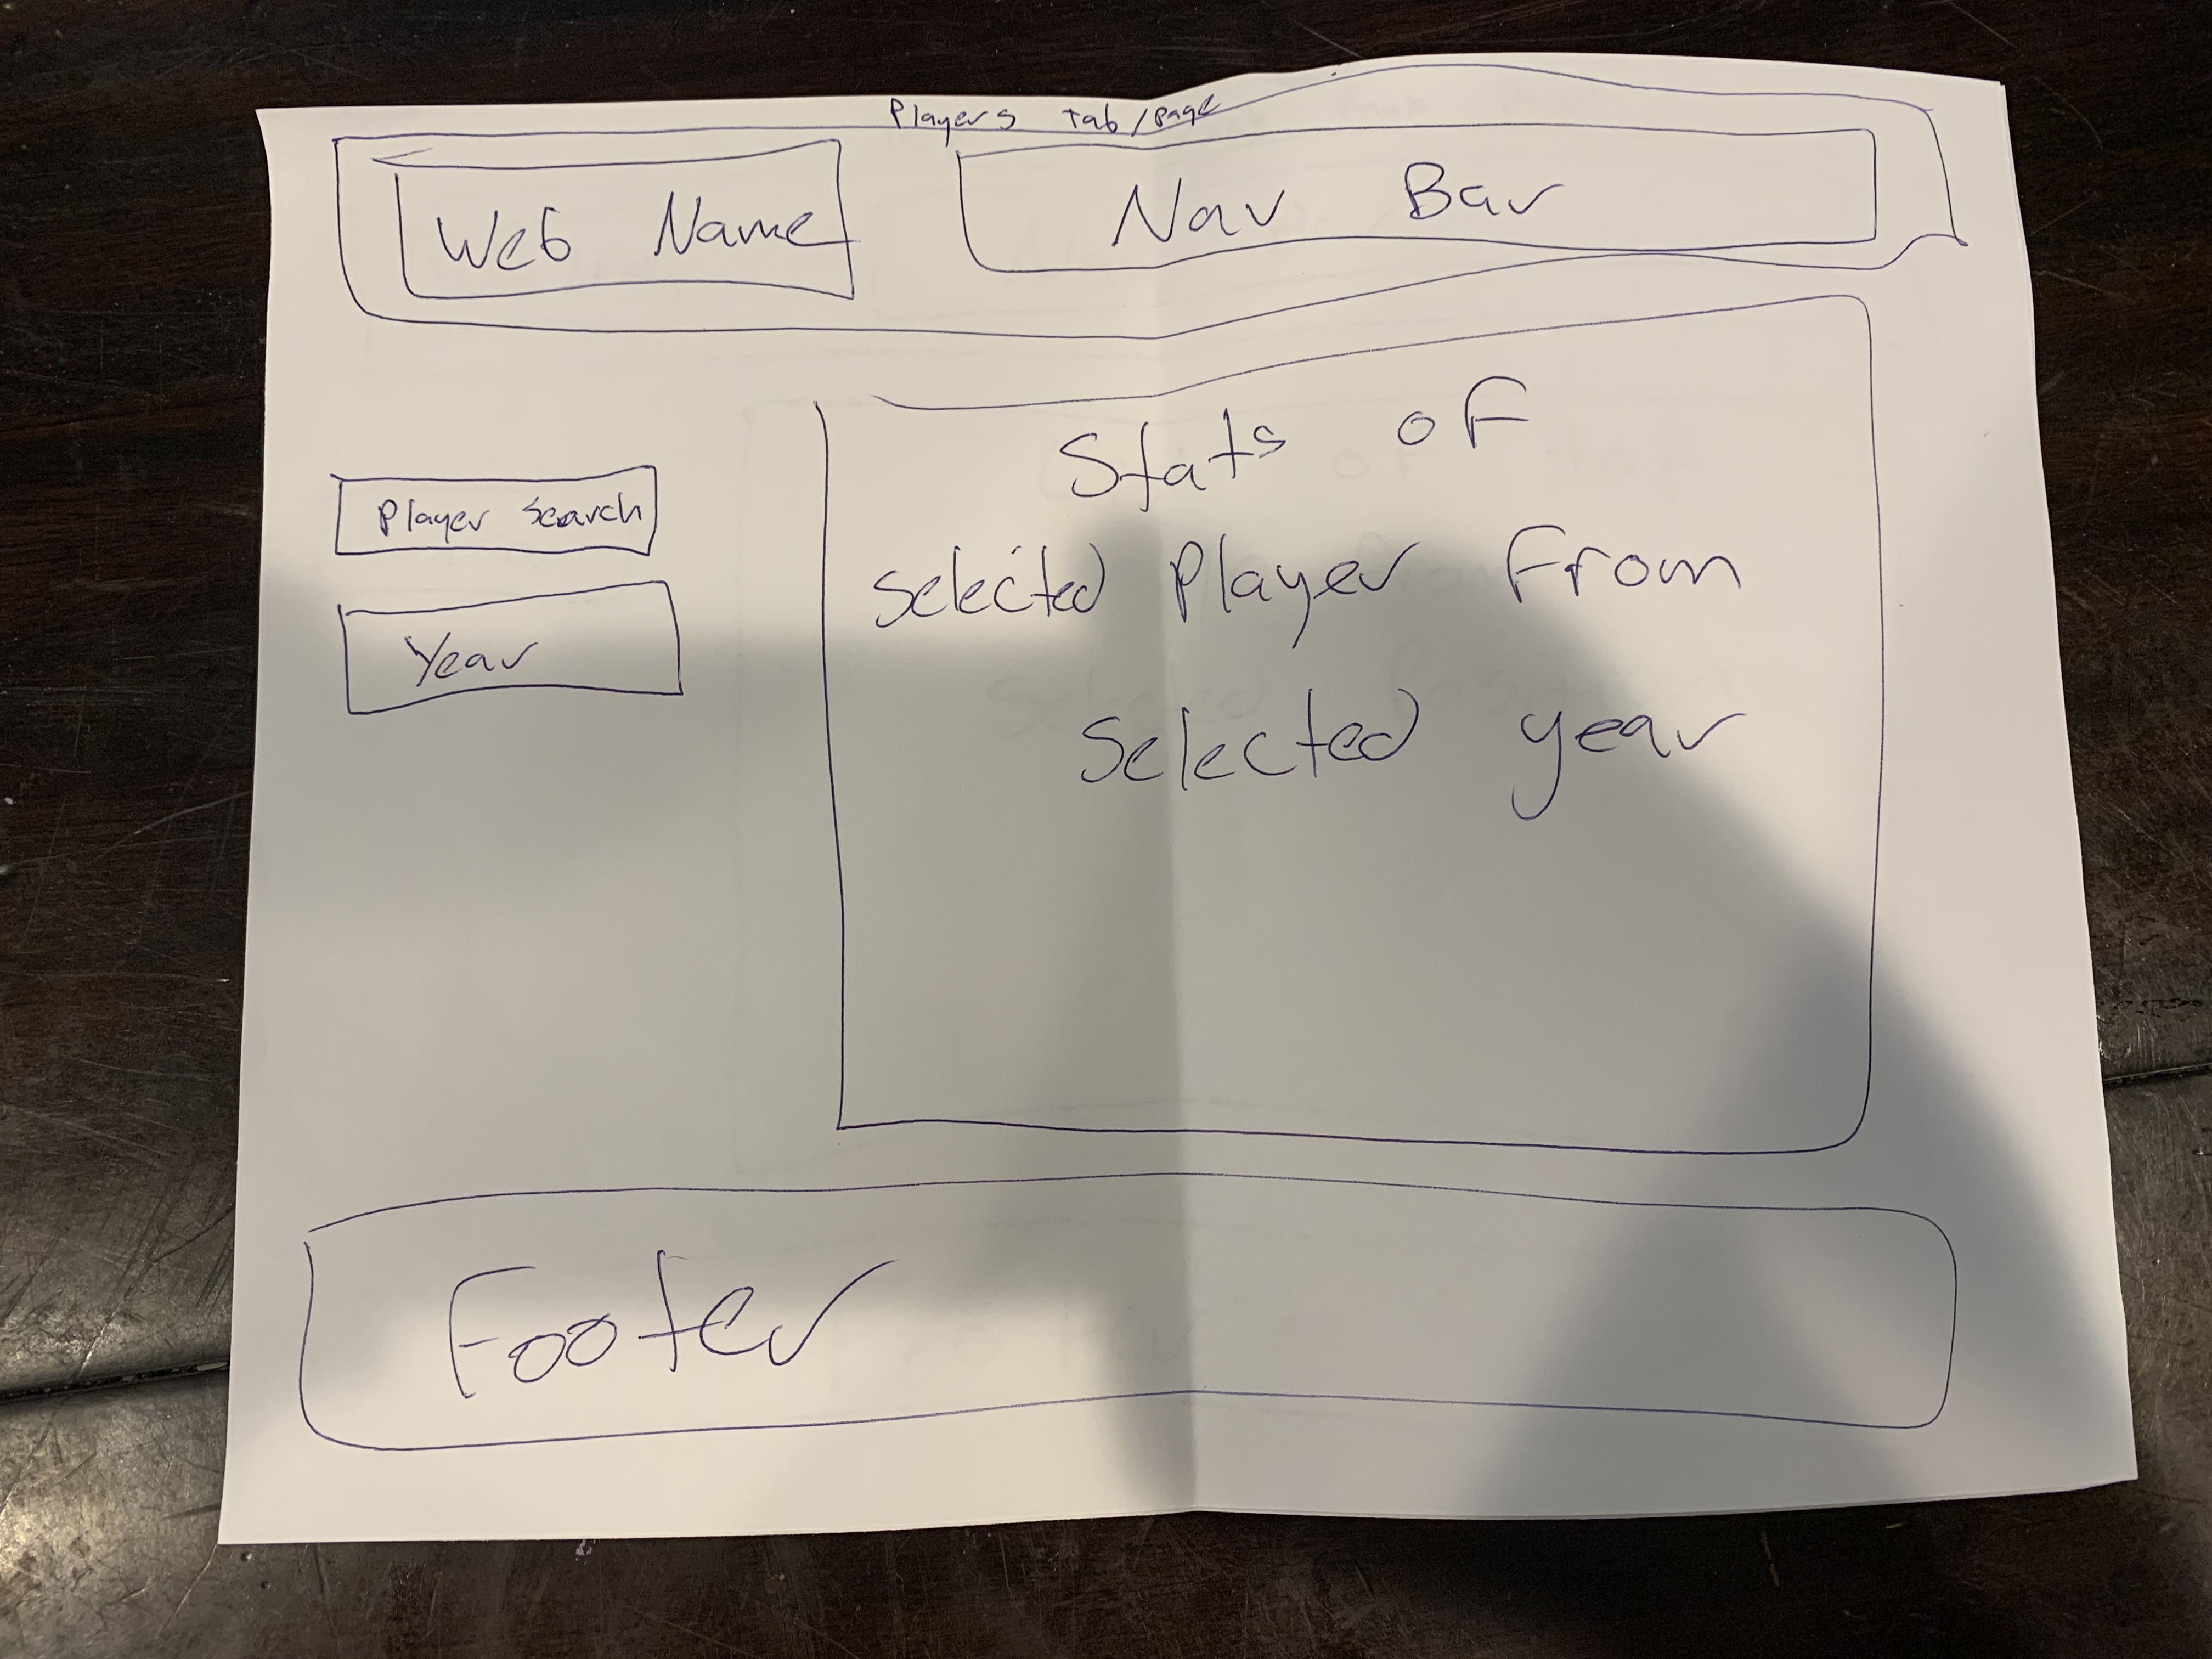 Players tab/page
Web Name
Nav Bar
Player search
Year
Stats of
selected player from
selected year
Footer